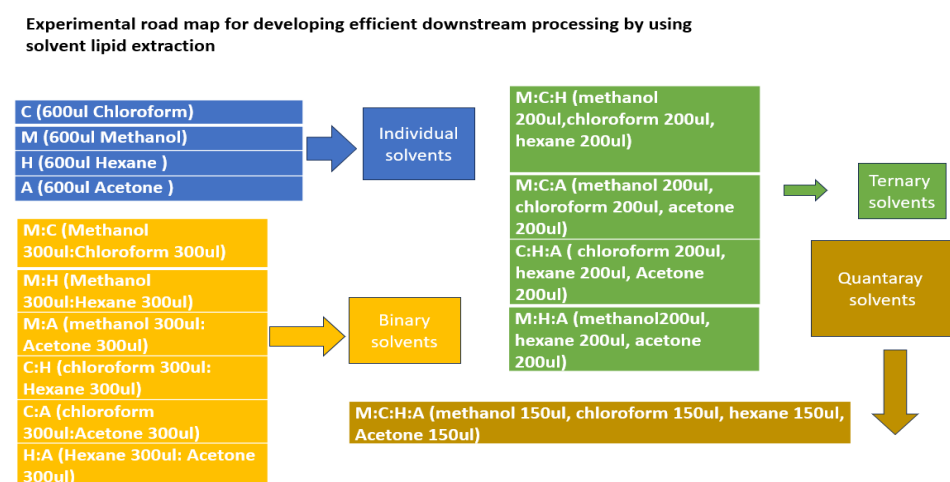 Experimental road map for developing efficient downstream processing by using
solvent lipid extraction
C (600ul Chloroform)
M (600ul Methanol)
H (600ul Hexane )
A (600ul Acetone )
Individual
solvents
M:C (Methanol
300ul:Chloroform 300ul)
M:H (Methanol
300ul:Hexane 300ul)
M:A (methanol 300ul:
Acetone 300ul)
C:H (chloroform 300ul:
Hexane 300ul)
C:A (chloroform
300ul:Acetone 300ul)
H:A (Hexane 300ul: Acetone
300ul)
Binary
solvents
M:C:H (methanol
200ul,chloroform 200ul,
hexane 200ul)
M:C:A (methanol 200ul,
chloroform 200ul, acetone
200ul)
C:H:A ( chloroform 200ul,
hexane 200ul, Acetone
200ul)
M:H:A (methanol200ul,
hexane 200ul, acetone
200ul)
Ternary
solvents
Quantaray
solvents
M:C:H:A (methanol 150ul, chloroform 150ul, hexane 150ul,
Acetone 150ul)